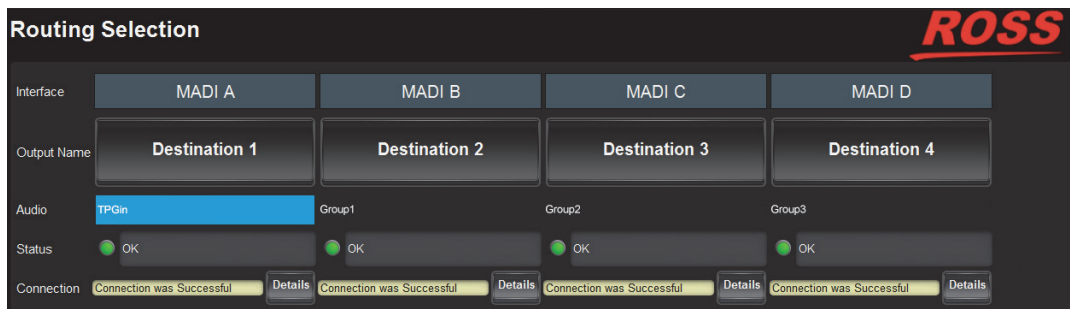 Routing Selection
ROSS
Interface MADI A MADI B MADI C MADI D
Output Name Destination 1 Destination 2 Destination 3 Destination 4
Audio TPGin Group1 Group2 Group3
Status OK OK OK OK
Connection Connection was Successful Details Connection was Successful Details Connection was Successful Details Connection was Successful Details